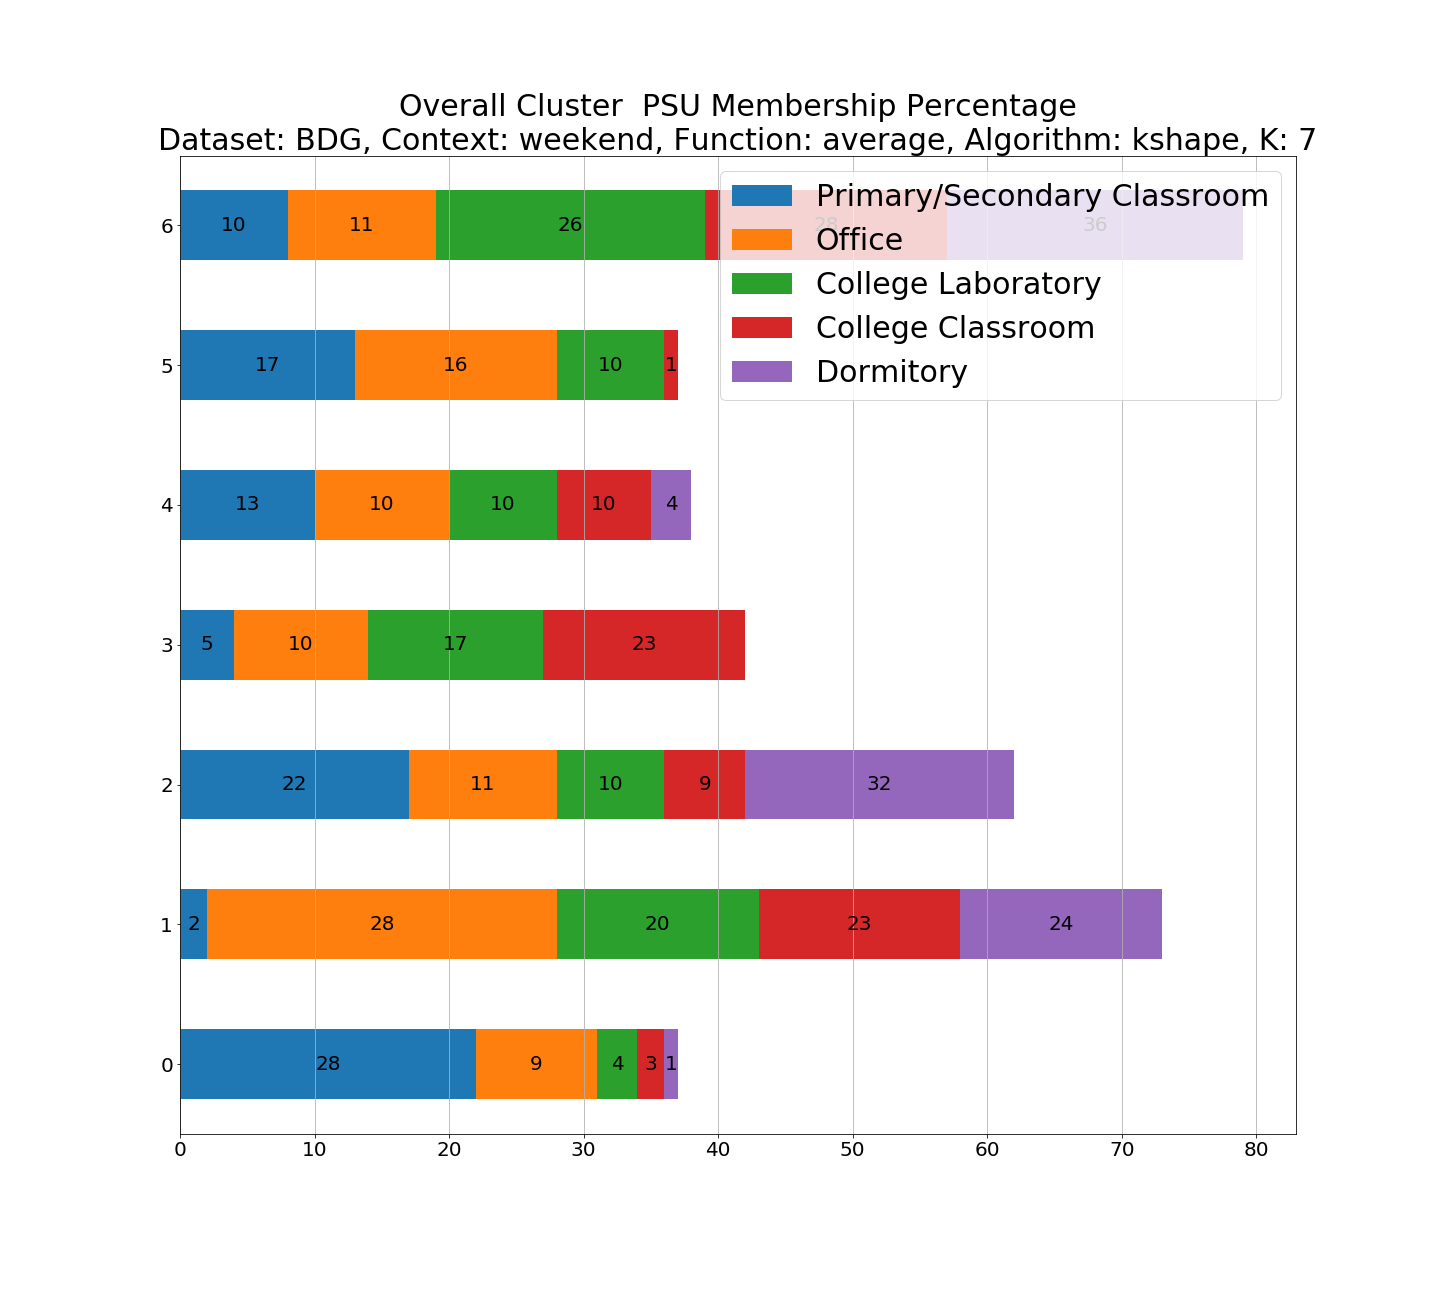 Overall Cluster  PSU Membership Percentage
Dataset: BDG, Context: weekend, Function: average, Algorithm: kshape, K: 7
Primary/Secondary Classroom
Office
College Laboratory
College Classroom
Dormitory
6 10 11 26 28 36
5 17 16 10 1
4 13 10 10 10 4
3 5 10 17 23
2 22 11 10 9 32
1 2 28 20 23 24
0 28 9 4 3 1
0 10 20 30 40 50 60 70 80